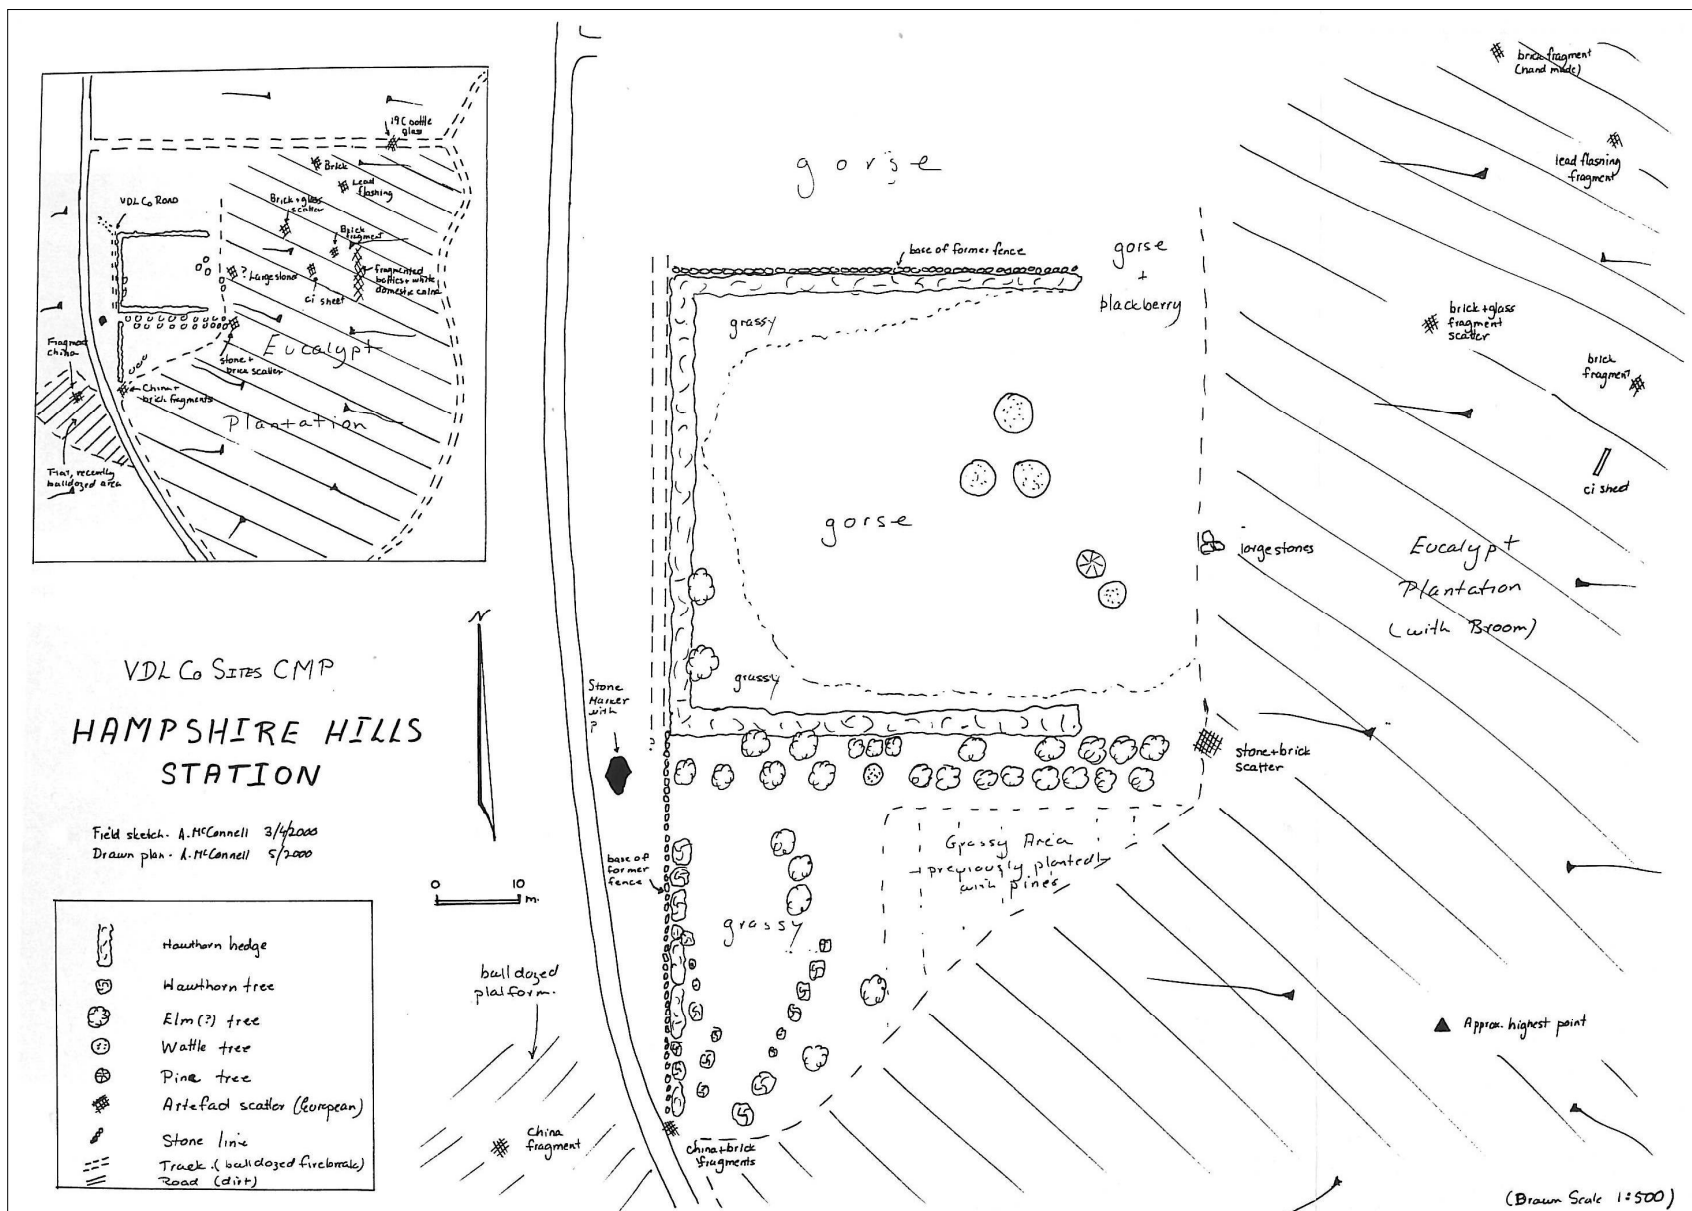 19C bottle
glass
Brick
Lead
flashing
VDL Co ROAD
Brick+glass
scatter
Brick
fragment
? Large stones
ci sheet
fragmented
bottles + white
domestic china
Fragment
china
Eucalypt
stone+
brick scatter
China+
brick fragments
Plantation
Flat, recently
bulldozed area
VDL Co SITES CMP
HAMPSHIRE HILLS
STATION
Field sketch - A. McConnell 3/4/2000
Drawn plan - A. McConnell 5/2000
N
0 10
m.
Hawthorn hedge
Hawthorn tree
Elm (?) tree
Wattle tree
Pine tree
Artefact scatter (European)
Stone line
Track (bulldozed firebreak)
Road (dirt)
gorse
base of former fence
gorse
+
blackberry
grassy
gorse
grassy
Stone
Marker
with
?
?
large stones
stone+brick
scatter
base of
former
fence
Grassy Area
previously planted
with pines
grassy
bulldozed
platform.
China
fragment
China+brick
fragments
brick fragment
(hand made)
lead flashing
fragment
brick+glass
fragment
scatter
brick
fragment
ci shed
Eucalypt
Plantation
(with Broom)
Approx. highest point
(Drawn Scale 1:500)